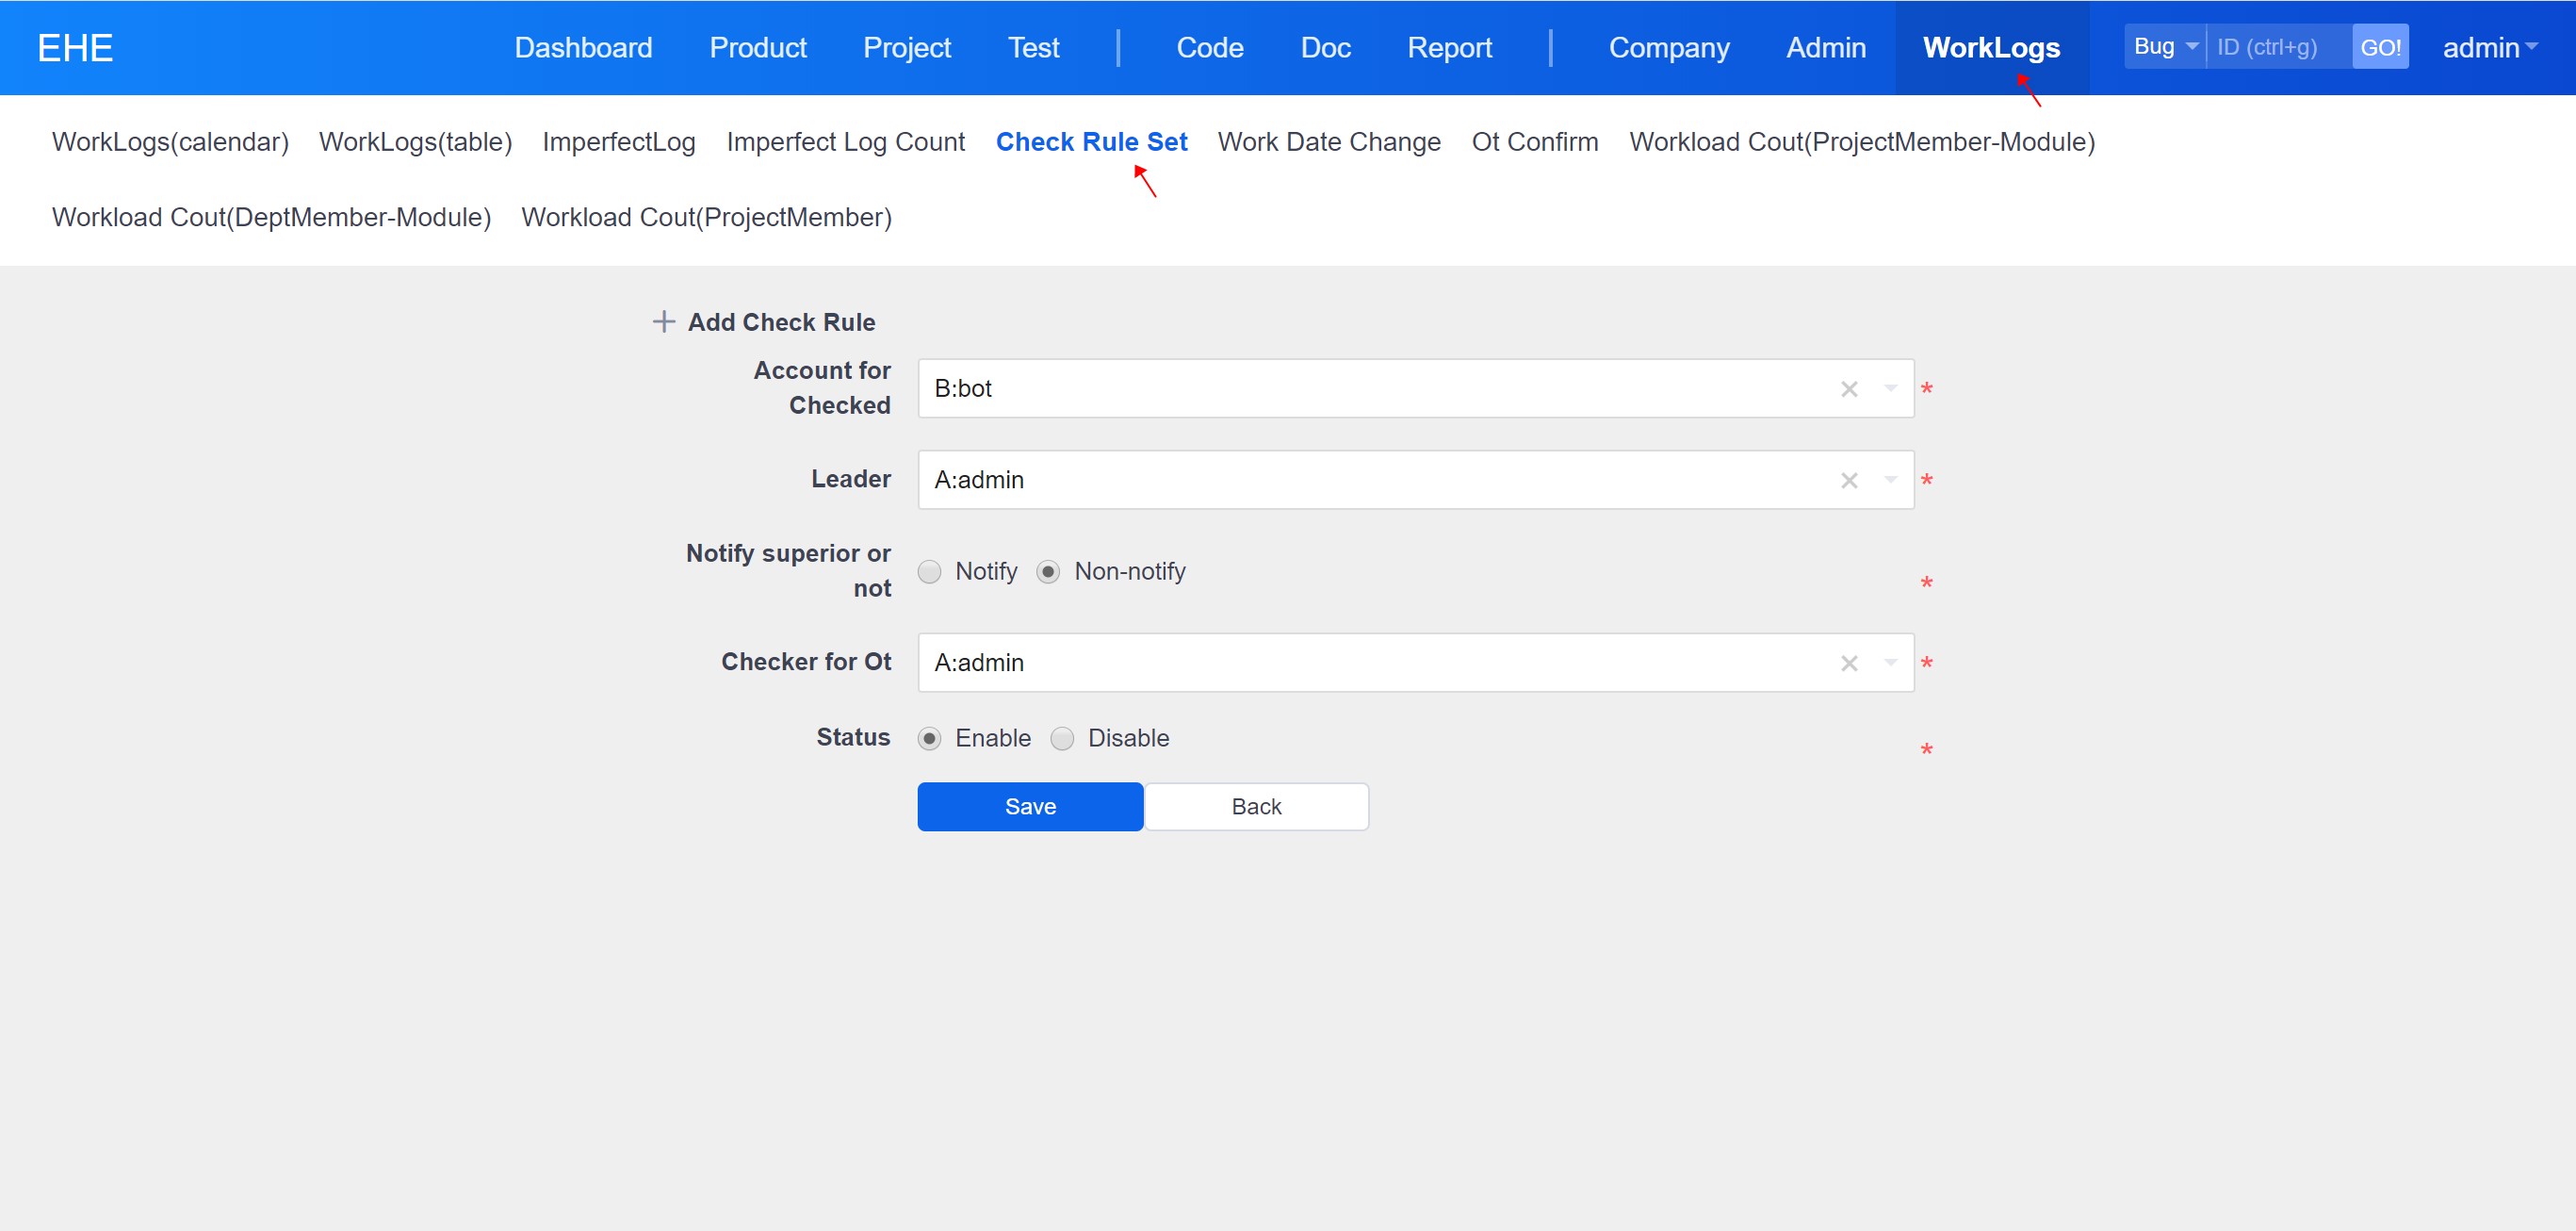 EHE Dashboard Product Project Test Code Doc Report Company Admin WorkLogs Bug ID (ctrl+g) GO! admin
WorkLogs(calendar) WorkLogs(table) ImperfectLog Imperfect Log Count Check Rule Set Work Date Change Ot Confirm Workload Cout(ProjectMember-Module)
Workload Cout(DeptMember-Module) Workload Cout(ProjectMember)
Add Check Rule
Account for
Checked
B:bot
*
Leader A:admin *
Notify superior or
not
Notify Non-notify
*
Checker for Ot A:admin *
Status Enable Disable *
Save Back